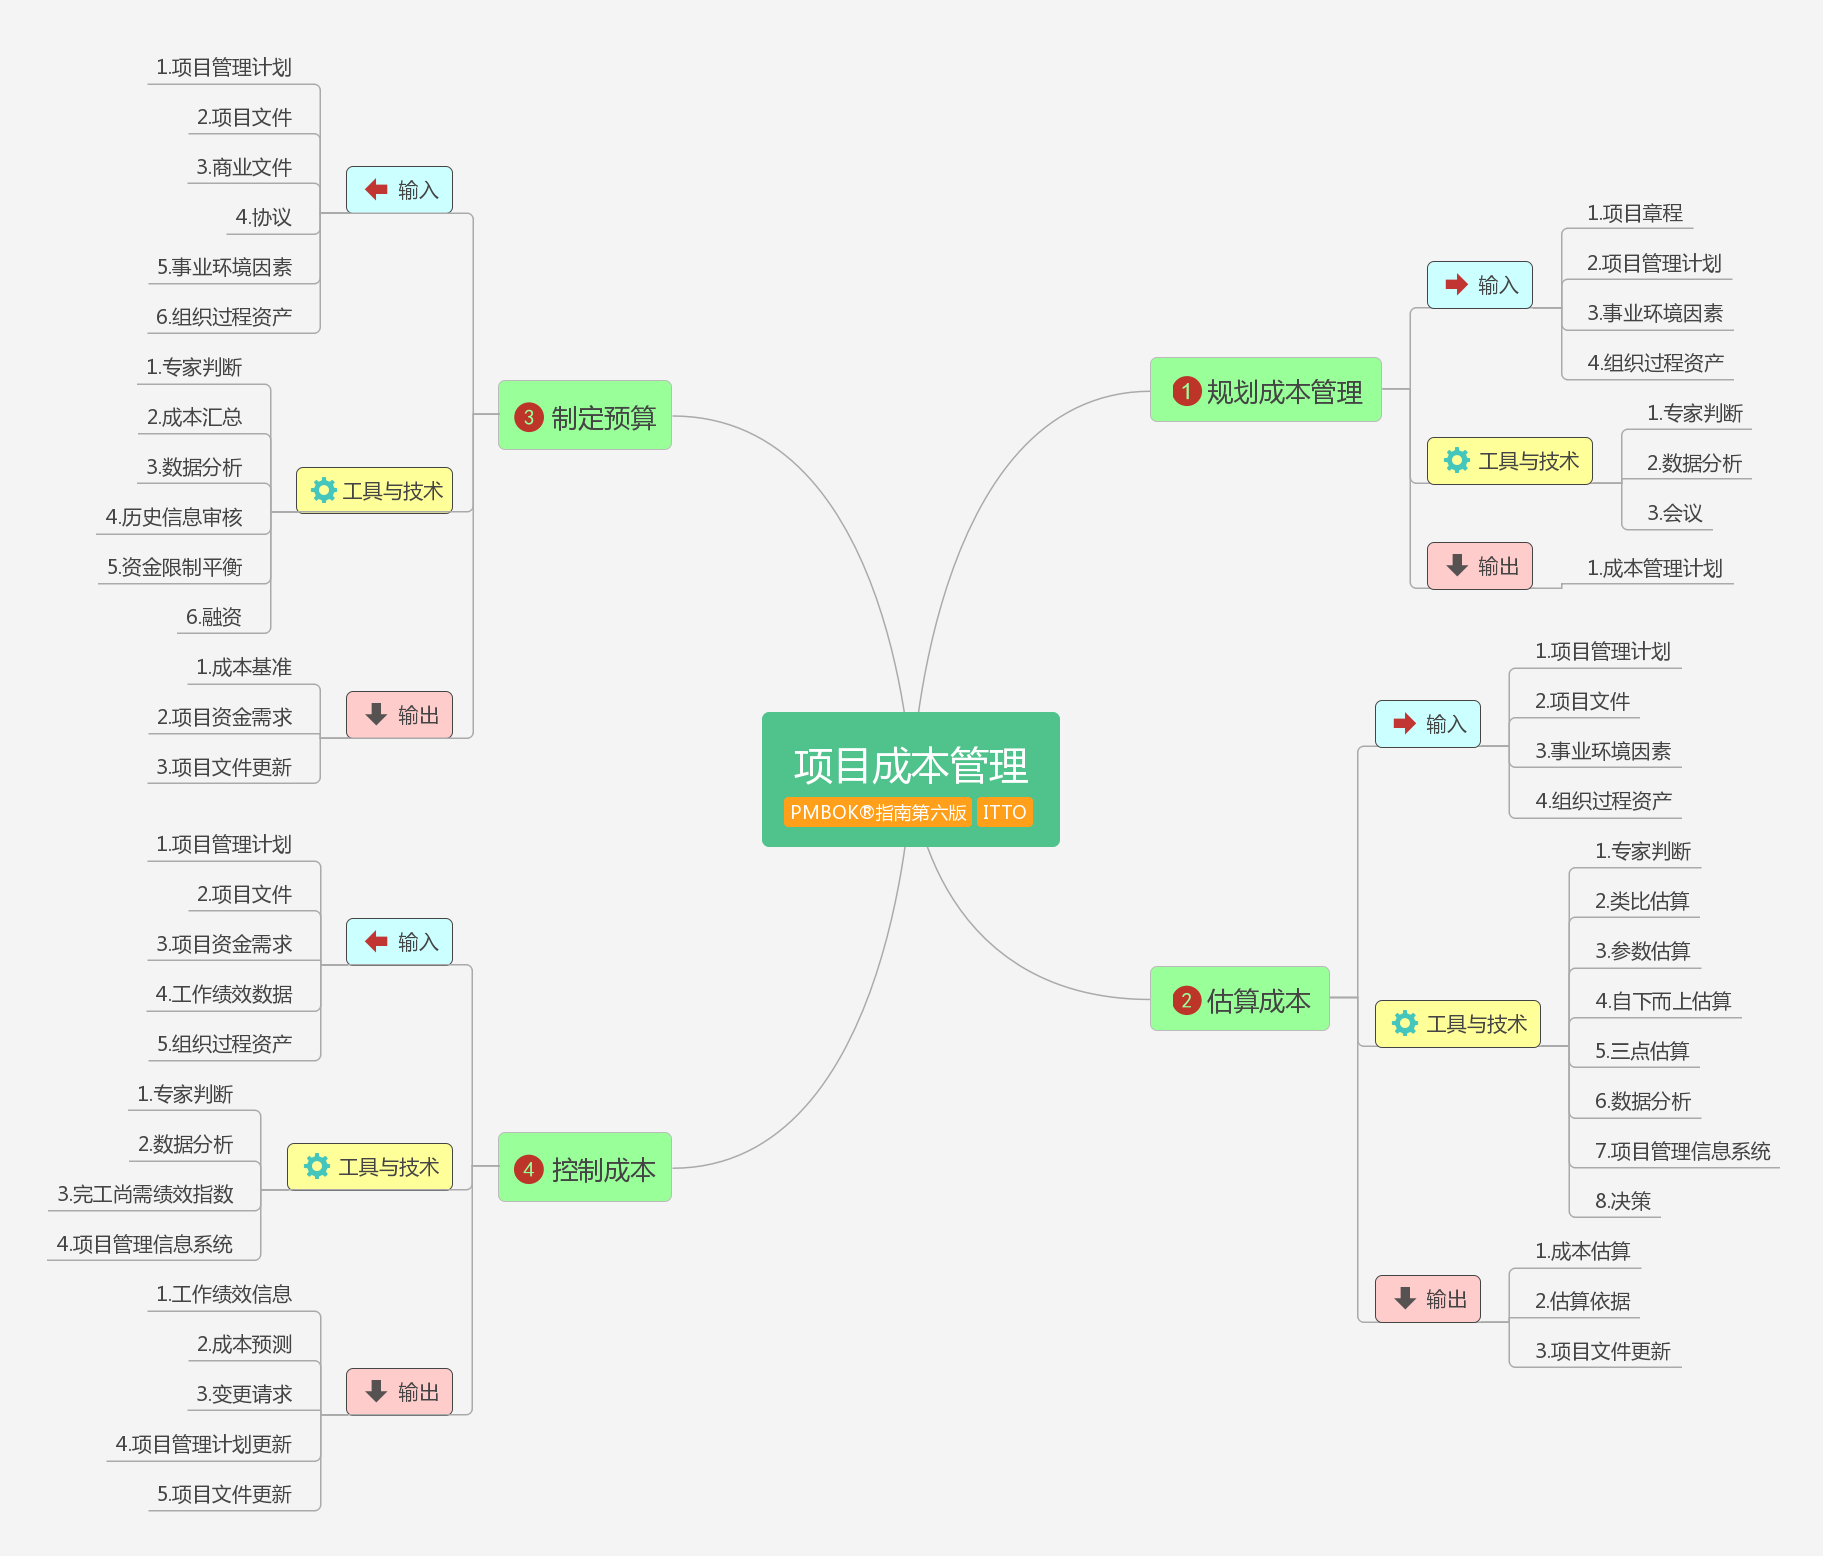 项目成本管理
PMBOK®指南第六版 ITTO
1 规划成本管理
输入
1.项目章程
2.项目管理计划
3.事业环境因素
4.组织过程资产
工具与技术
1.专家判断
2.数据分析
3.会议
输出
1.成本管理计划
2 估算成本
输入
1.项目管理计划
2.项目文件
3.事业环境因素
4.组织过程资产
工具与技术
1.专家判断
2.类比估算
3.参数估算
4.自下而上估算
5.三点估算
6.数据分析
7.项目管理信息系统
8.决策
输出
1.成本估算
2.估算依据
3.项目文件更新
3 制定预算
输入
1.项目管理计划
2.项目文件
3.商业文件
4.协议
5.事业环境因素
6.组织过程资产
工具与技术
1.专家判断
2.成本汇总
3.数据分析
4.历史信息审核
5.资金限制平衡
6.融资
输出
1.成本基准
2.项目资金需求
3.项目文件更新
4 控制成本
输入
1.项目管理计划
2.项目文件
3.项目资金需求
4.工作绩效数据
5.组织过程资产
工具与技术
1.专家判断
2.数据分析
3.完工尚需绩效指数
4.项目管理信息系统
输出
1.工作绩效信息
2.成本预测
3.变更请求
4.项目管理计划更新
5.项目文件更新